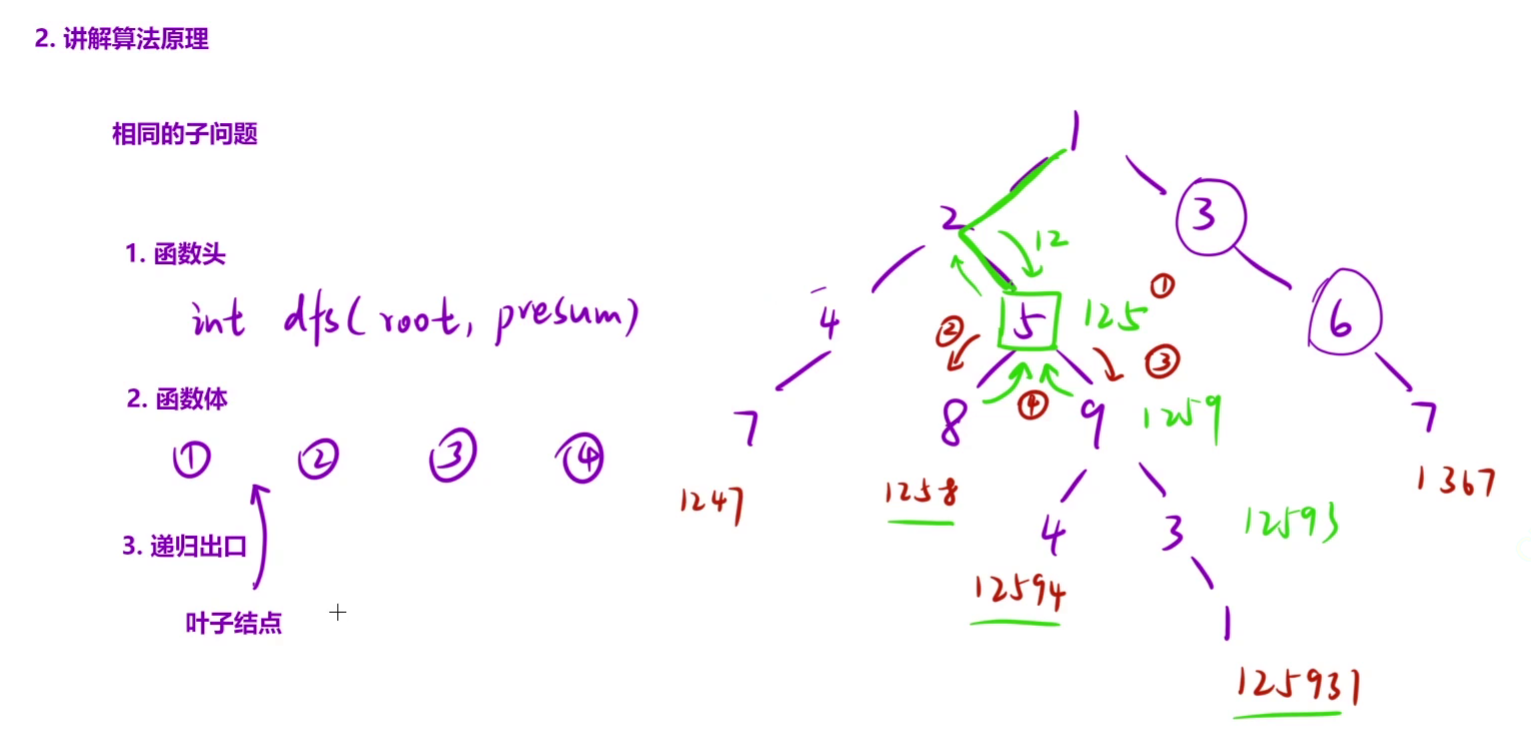 2. 讲解算法原理
相同的子问题
1. 函数头
int dfs(root, presum)
2. 函数体
① ② ③ ④
3. 递归出口
叶子结点
1
2 3
12
4 5 6
125 ①
② ③
④
7 8 9 7
1259
1247 1258 1367
4 3
12593
12594
1
125931